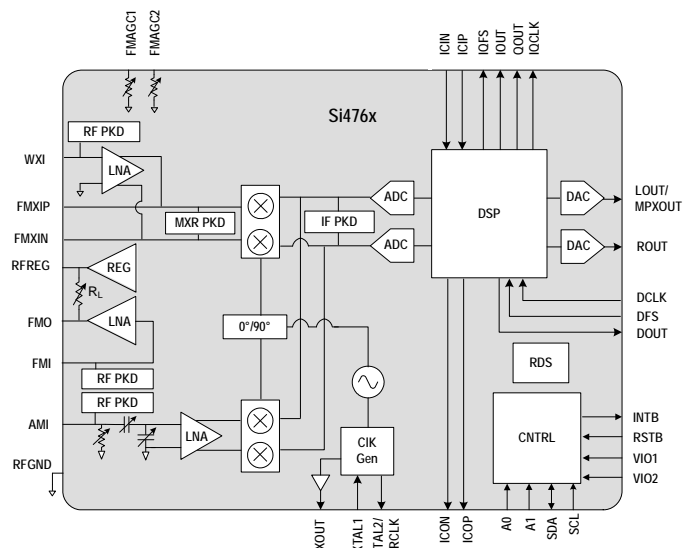 FMAGC1
FMAGC2
ICIN
ICIP
IQFS
IOUT
QOUT
IQCLK
Si476x
RF PKD
WXI
LNA
FMXIP
MXR PKD
FMXIN
IF PKD
ADC
ADC
DSP
DAC
LOUT/
MPXOUT
DAC
ROUT
RFREG
REG
RL
FMO
LNA
DCLK
DFS
DOUT
0°/90°
FMI
RF PKD
RDS
RF PKD
AMI
LNA
ClK
Gen
CNTRL
INTB
RSTB
VIO1
VIO2
RFGND
XOUT
XTAL1
XTAL2/
RCLK
ICON
ICOP
A0
A1
SDA
SCL